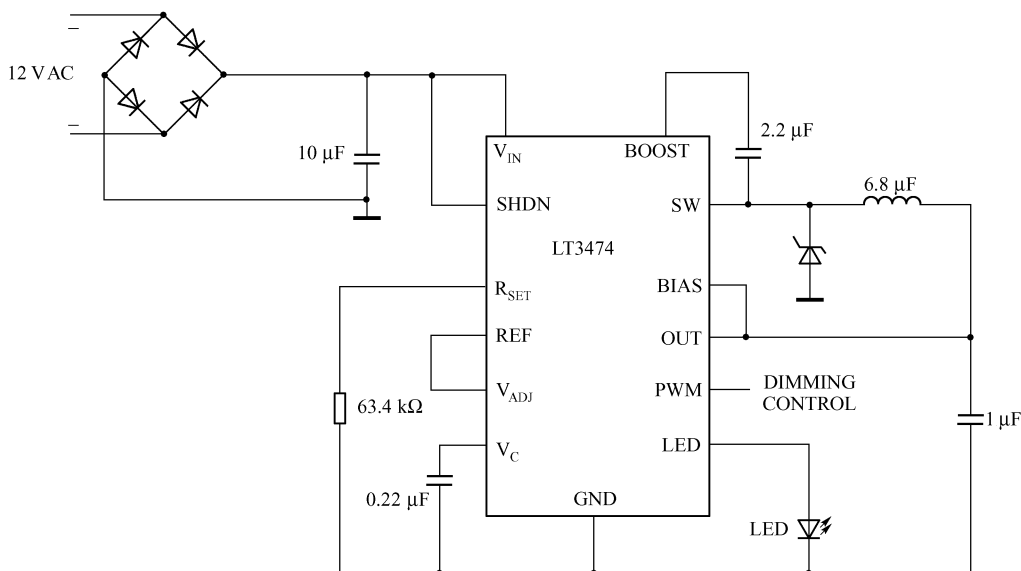 12 V AC
10 µF
V_IN
BOOST
2.2 µF
SHDN
SW
6.8 µF
LT3474
R_SET
BIAS
REF
OUT
V_ADJ
PWM
DIMMING
CONTROL
63.4 kΩ
1 µF
V_C
LED
0.22 µF
GND
LED